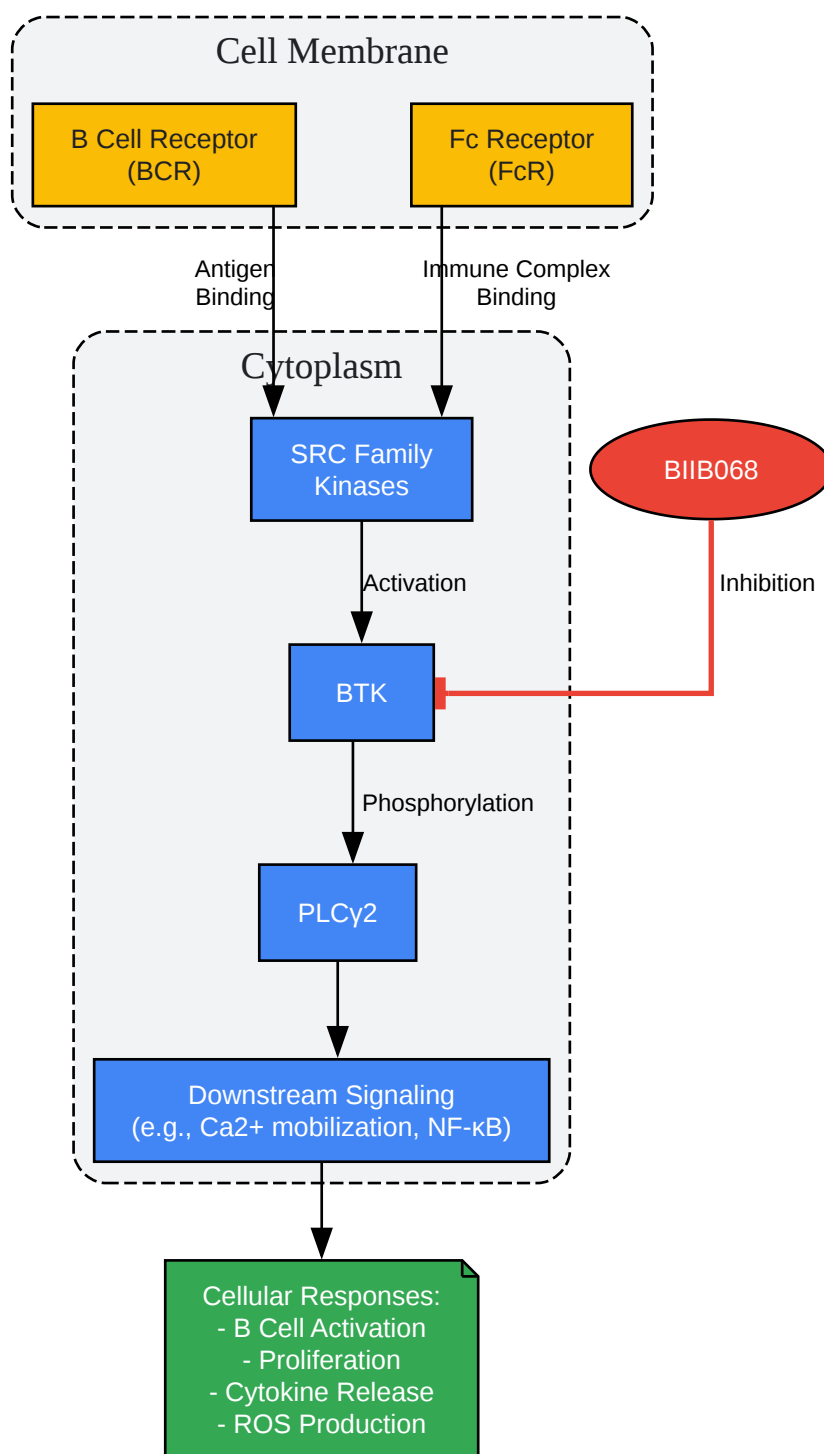 Cell Membrane
B Cell Receptor
(BCR)
Fc Receptor
(FcR)
Antigen
Binding
Immune Complex
Binding
Cytoplasm
SRC Family
Kinases
BIIB068
Activation
Inhibition
BTK
Phosphorylation
PLCγ2
Downstream Signaling
(e.g., Ca2+ mobilization, NF-κB)
Cellular Responses:
- B Cell Activation
- Proliferation
- Cytokine Release
- ROS Production